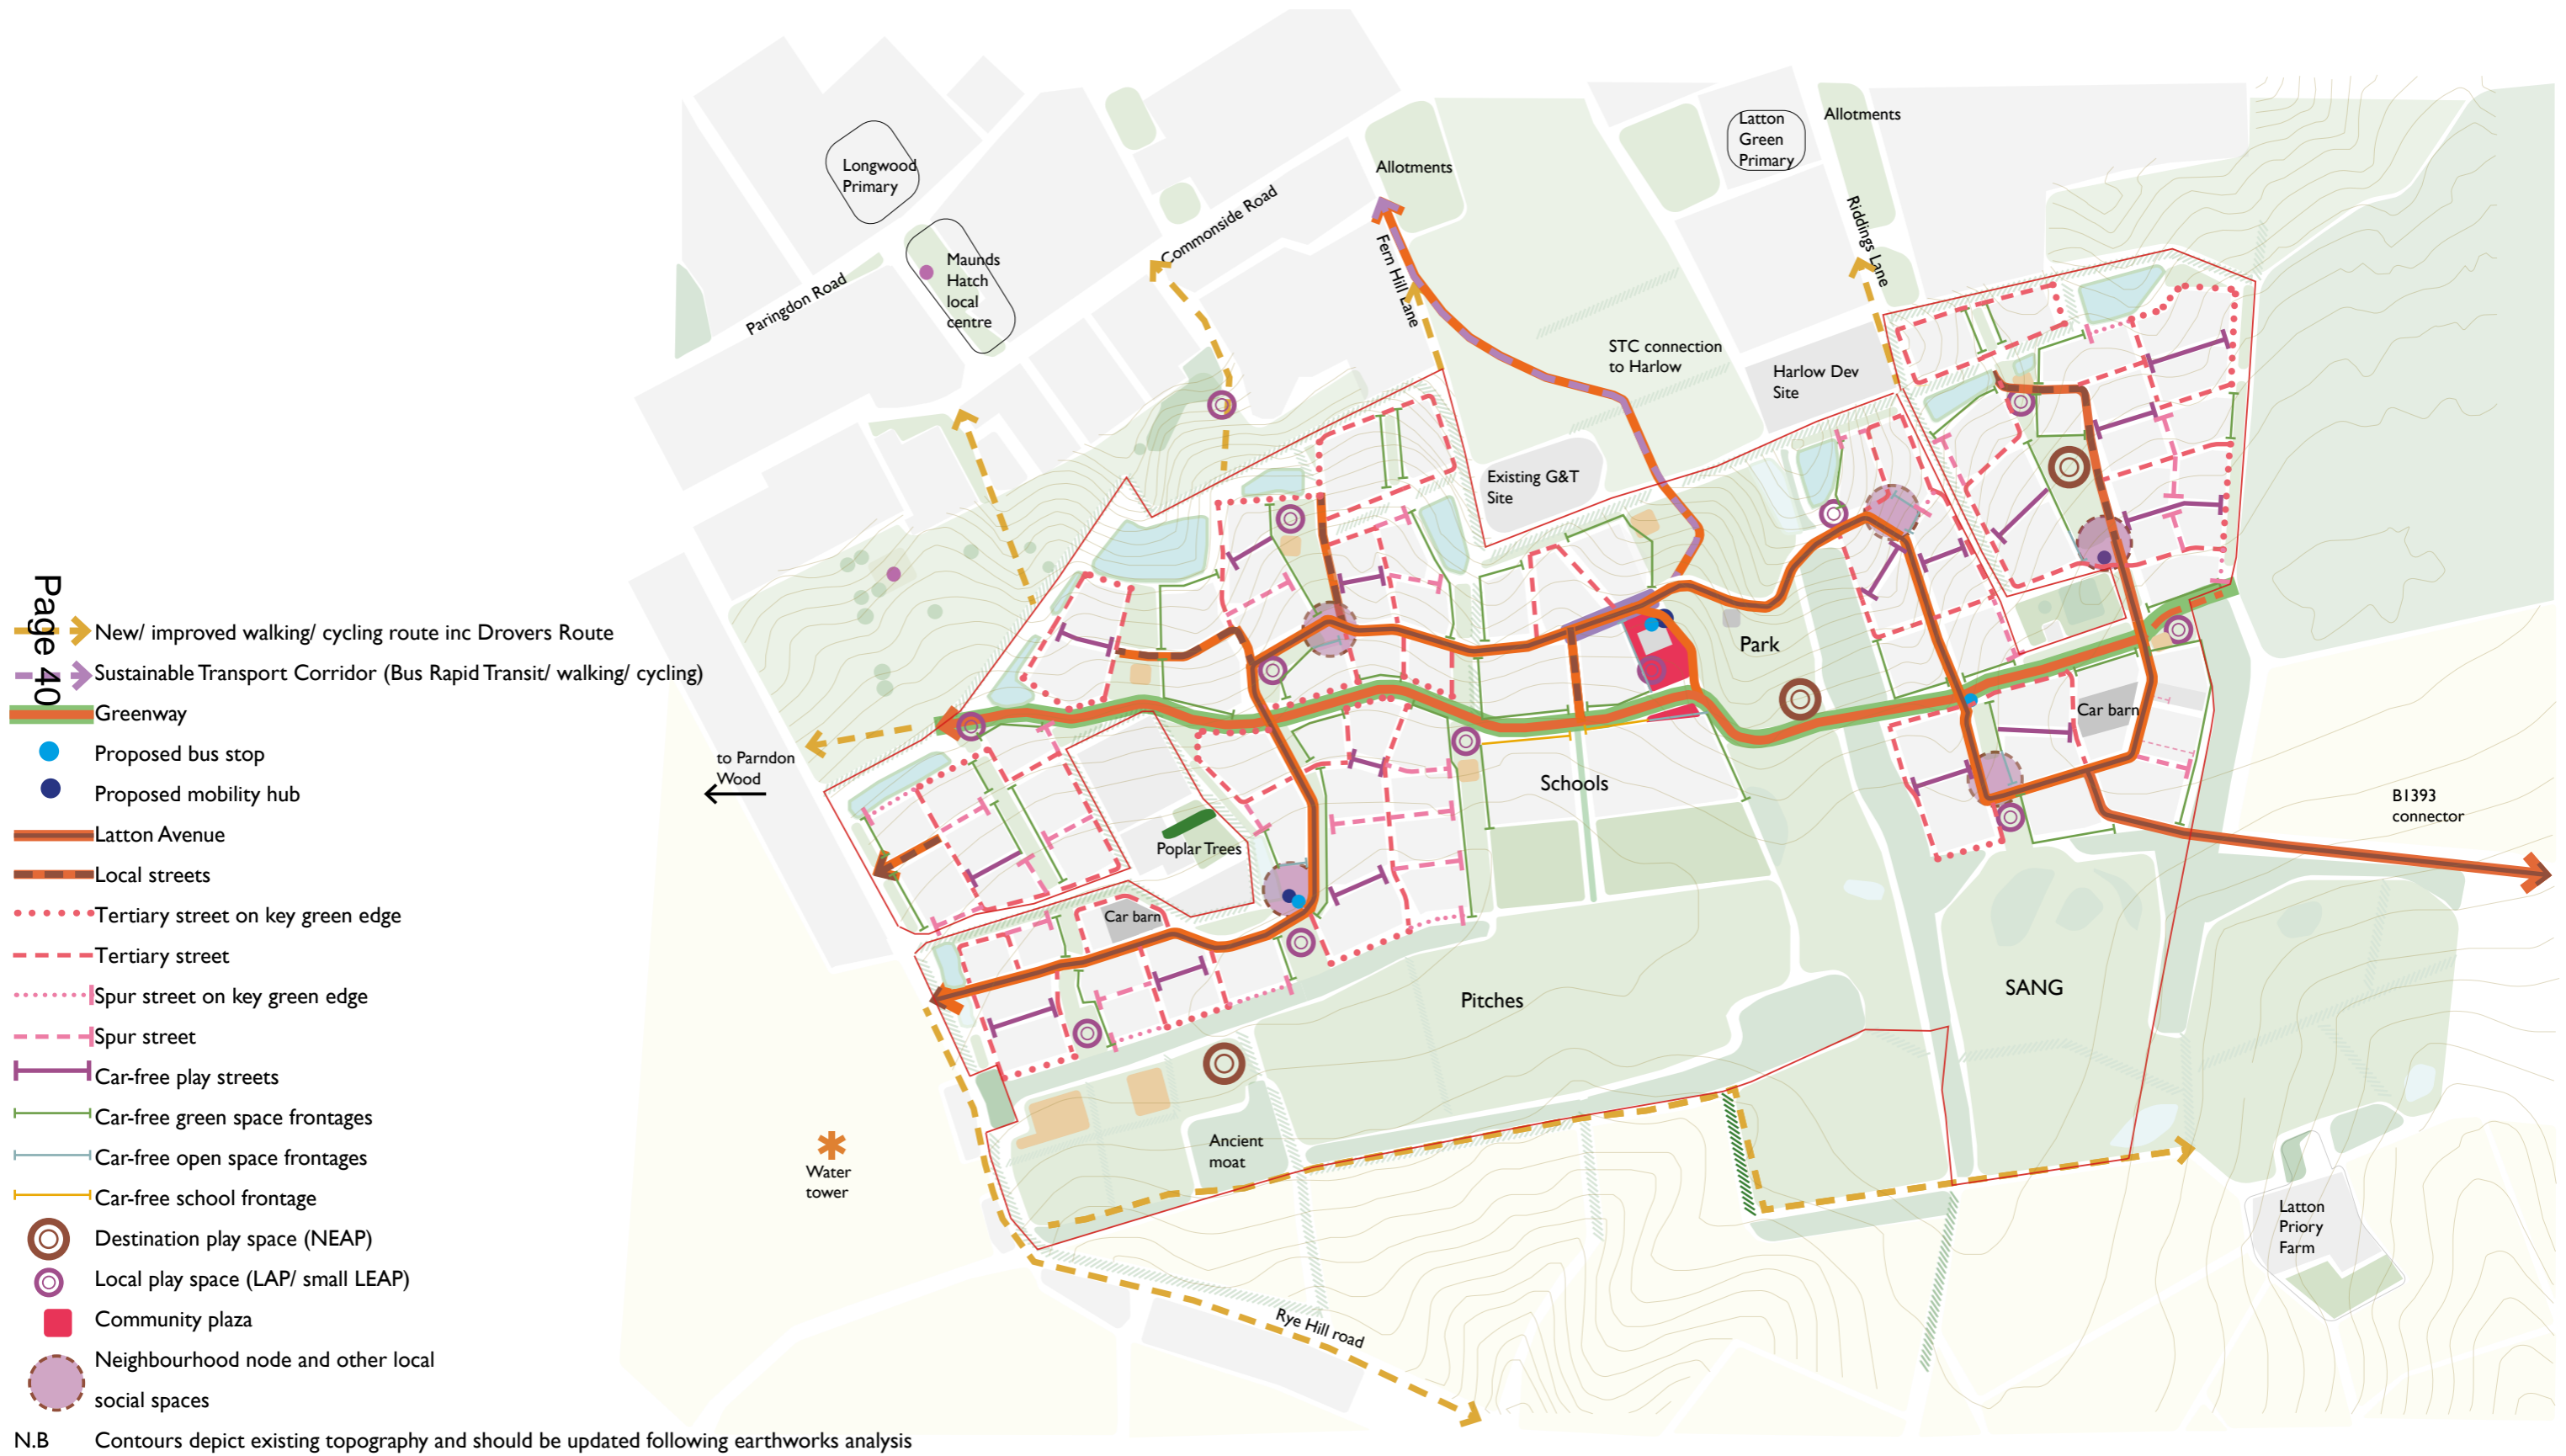 Longwood
Primary
Maunds
Hatch
local
centre
Paringdon Road
Commonside Road
Allotments
Fern Hill Lane
Latton
Green
Primary
Allotments
Riddings Lane
STC connection
to Harlow
Harlow Dev
Site
Existing G&T
Site
Park
Schools
Car barn
B1393
connector
to Parndon
Wood
Poplar Trees
Car barn
Pitches
SANG
Ancient
moat
Water
tower
Rye Hill road
Latton
Priory
Farm
Page 40
New/ improved walking/ cycling route inc Drovers Route
Sustainable Transport Corridor (Bus Rapid Transit/ walking/ cycling)
Greenway
Proposed bus stop
Proposed mobility hub
Latton Avenue
Local streets
Tertiary street on key green edge
Tertiary street
Spur street on key green edge
Spur street
Car-free play streets
Car-free green space frontages
Car-free open space frontages
Car-free school frontage
Destination play space (NEAP)
Local play space (LAP/ small LEAP)
Community plaza
Neighbourhood node and other local
social spaces
N.B Contours depict existing topography and should be updated following earthworks analysis